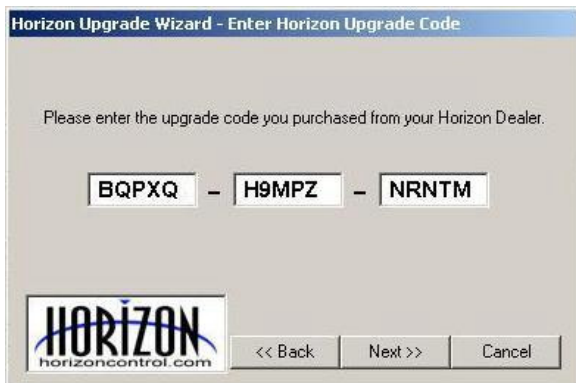 Horizon Upgrade Wizard - Enter Horizon Upgrade Code
Please enter the upgrade code you purchased from your Horizon Dealer.
BQPXQ - H9MPZ - NRNTM
HORIZON
horizoncontrol.com
<< Back Next >> Cancel